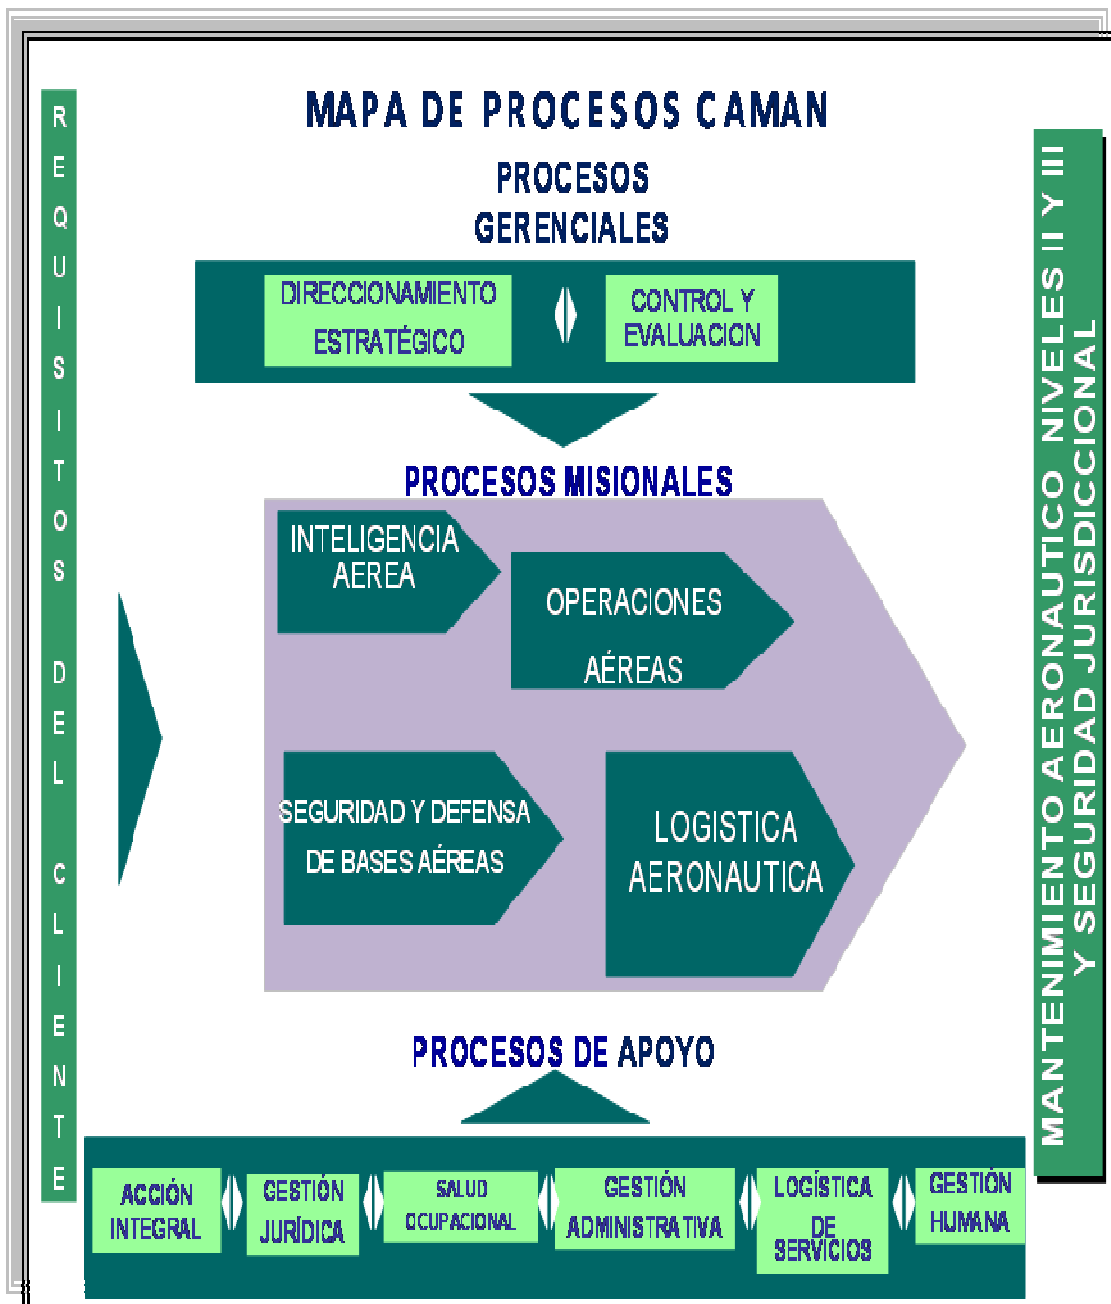 REQUISITOS DEL CLIENTE
MAPA DE PROCESOS CAMAN
PROCESOS
GERENCIALES
DIRECCIONAMIENTO
ESTRATÉGICO
CONTROL Y
EVALUACION
PROCESOS MISIONALES
INTELIGENCIA
AEREA
OPERACIONES
AÉREAS
SEGURIDAD Y DEFENSA
DE BASES AÉREAS
LOGISTICA
AERONAUTICA
PROCESOS DE APOYO
ACCIÓN
INTEGRAL
GESTIÓN
JURÍDICA
SALUD
OCUPACIONAL
GESTIÓN
ADMINISTRATIVA
LOGÍSTICA
DE
SERVICIOS
GESTIÓN
HUMANA
MANTENIMIENTO AERONAUTICO NIVELES II Y III
Y SEGURIDAD JURISDICCIONAL